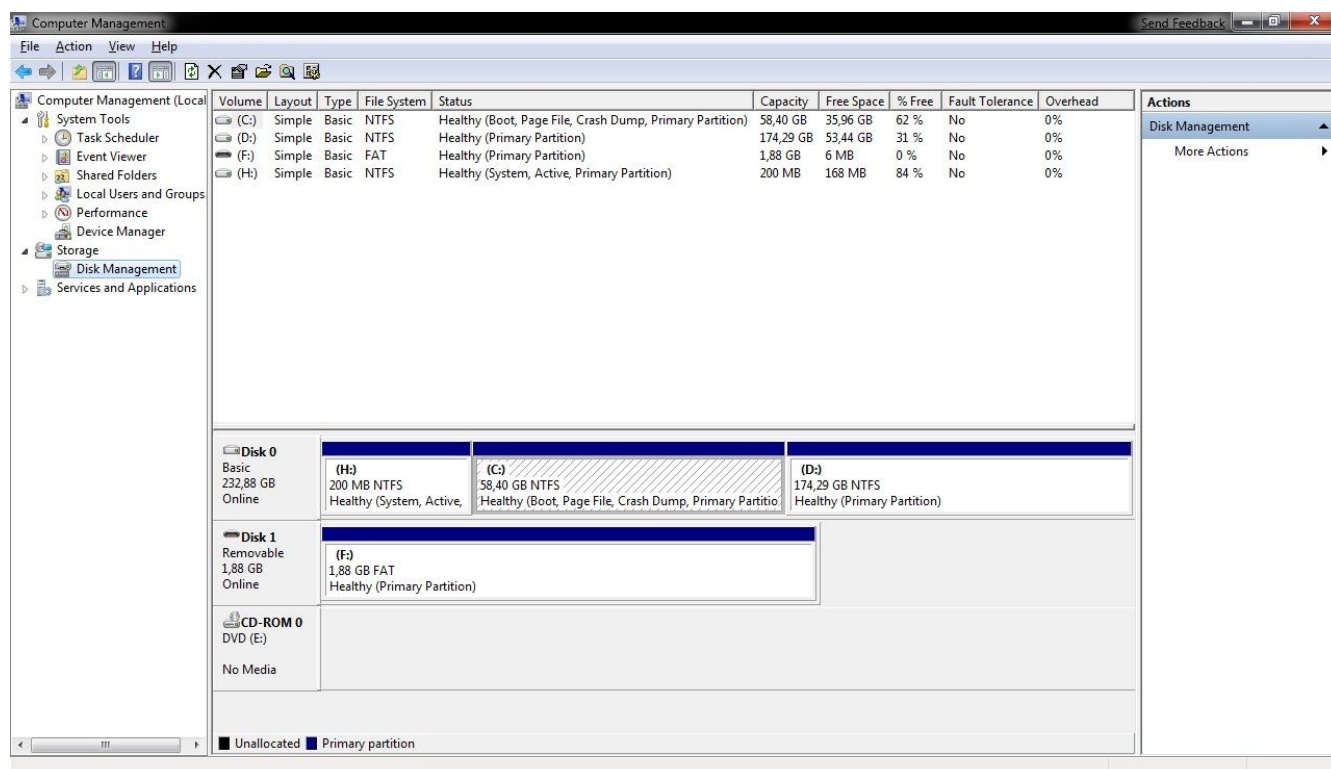 Computer Management
Send Feedback
File Action View Help
Computer Management (Local
System Tools
Task Scheduler
Event Viewer
Shared Folders
Local Users and Groups
Performance
Device Manager
Storage
Disk Management
Services and Applications
Volume Layout Type File System Status Capacity Free Space % Free Fault Tolerance Overhead
(C:) Simple Basic NTFS Healthy (Boot, Page File, Crash Dump, Primary Partition) 58,40 GB 35,96 GB 62 % No 0%
(D:) Simple Basic NTFS Healthy (Primary Partition) 174,29 GB 53,44 GB 31 % No 0%
(F:) Simple Basic FAT Healthy (Primary Partition) 1,88 GB 6 MB 0 % No 0%
(H:) Simple Basic NTFS Healthy (System, Active, Primary Partition) 200 MB 168 MB 84 % No 0%
Disk 0
Basic
232,88 GB
Online
(H:)
200 MB NTFS
Healthy (System, Active,
(C:)
58,40 GB NTFS
Healthy (Boot, Page File, Crash Dump, Primary Partitio
(D:)
174,29 GB NTFS
Healthy (Primary Partition)
Disk 1
Removable
1,88 GB
Online
(F:)
1,88 GB FAT
Healthy (Primary Partition)
CD-ROM 0
DVD (E:)
No Media
Unallocated Primary partition
Actions
Disk Management
More Actions